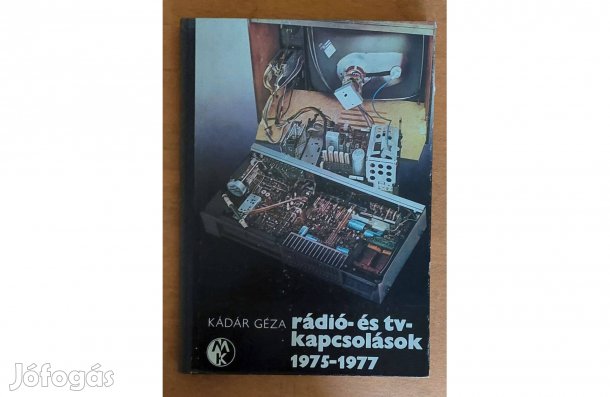 KÁDÁR GÉZA rádió- és tv-
kapcsolások
1975-1977
MK
Jófogás